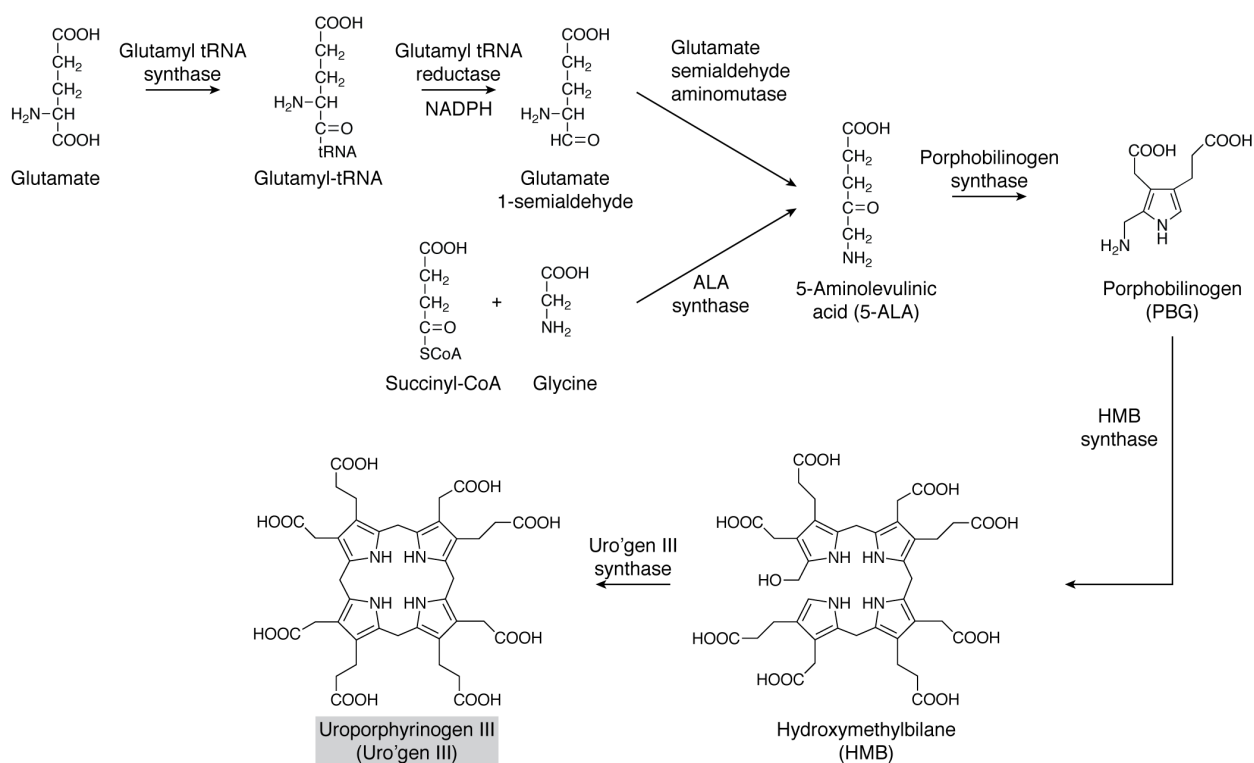 COOH
CH2
CH2
H2N–CH
COOH
Glutamate
Glutamyl tRNA
synthase
COOH
CH2
CH2
H2N–CH
C=O
tRNA
Glutamyl-tRNA
Glutamyl tRNA
reductase
NADPH
COOH
CH2
CH2
H2N–CH
HC=O
Glutamate
1-semialdehyde
Glutamate
semialdehyde
aminomutase
COOH
CH2
CH2
C=O
SCoA
Succinyl-CoA
+
COOH
CH2
NH2
Glycine
ALA
synthase
COOH
CH2
CH2
C=O
CH2
NH2
5-Aminolevulinic
acid (5-ALA)
Porphobilinogen
synthase
COOH
COOH
H2N
N
H
Porphobilinogen
(PBG)
HMB
synthase
COOH
COOH
HOOC
COOH
NH
HN
HO
NH
HN
HOOC
COOH
HOOC
COOH
Hydroxymethylbilane
(HMB)
Uro'gen III
synthase
COOH
COOH
HOOC
COOH
NH
HN
NH
HN
HOOC
COOH
COOH
COOH
Uroporphyrinogen III
(Uro'gen III)